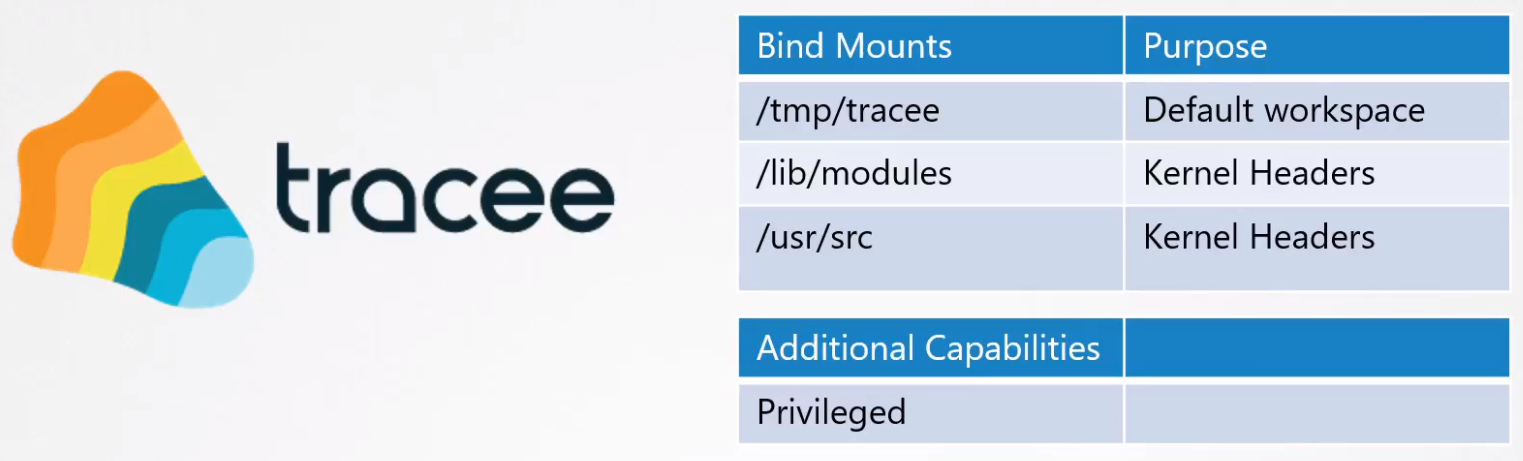 tracee
Bind Mounts Purpose
/tmp/tracee Default workspace
/lib/modules Kernel Headers
/usr/src Kernel Headers
Additional Capabilities
Privileged